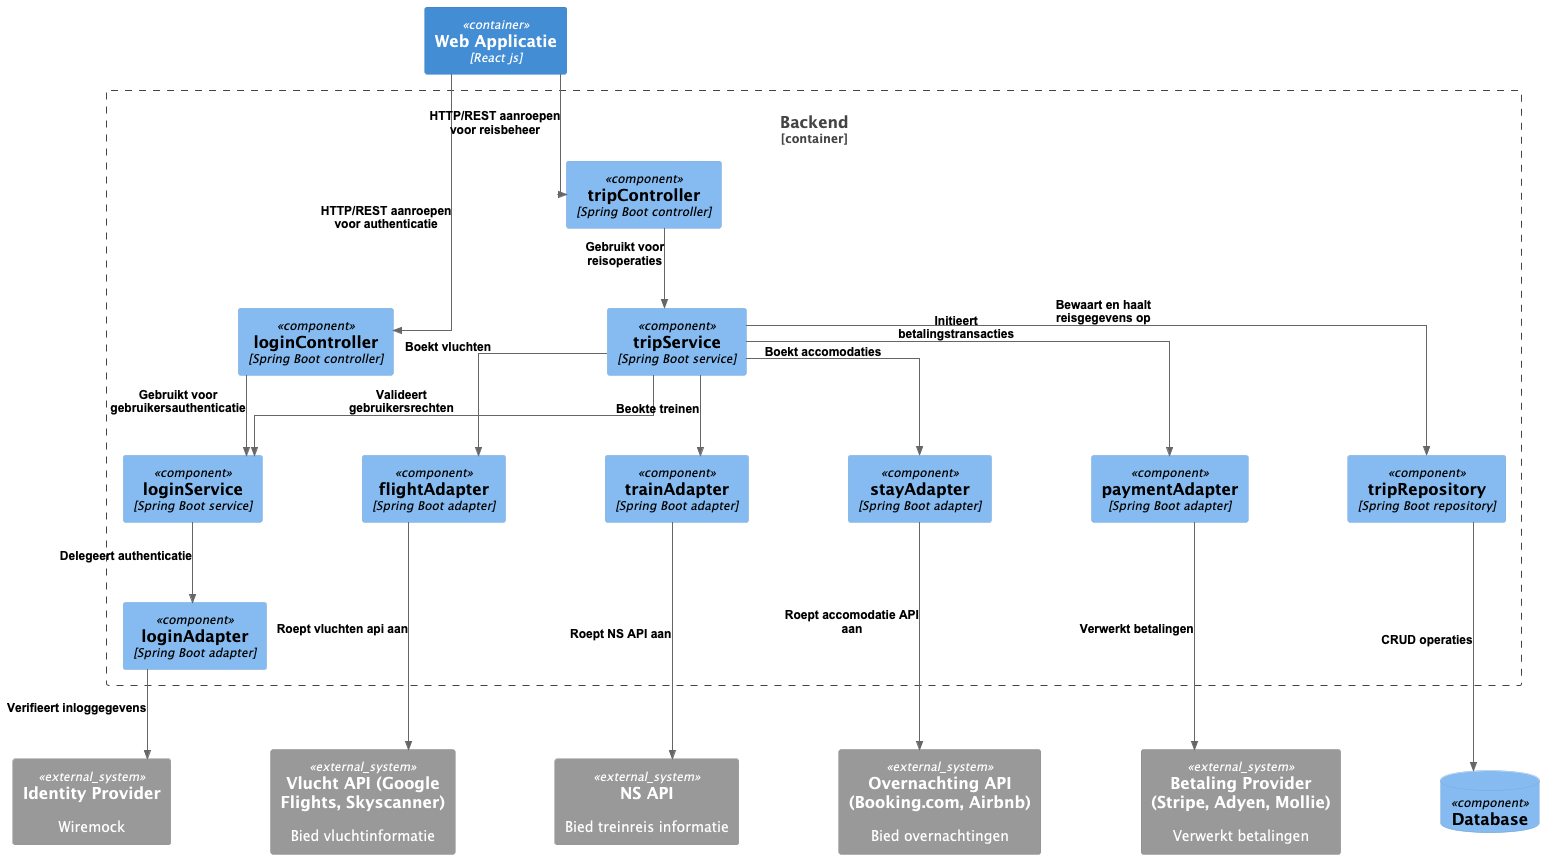 «container»
Web Applicatie
[React js]
HTTP/REST aanroepen
voor reisbeheer
Backend
[container]
«component»
tripController
[Spring Boot controller]
HTTP/REST aanroepen
voor authenticatie
Gebruikt voor
reisoperaties
«component»
loginController
[Spring Boot controller]
Boekt vluchten
«component»
tripService
[Spring Boot service]
Initieert
betalingstransacties
Bewaart en haalt
reisgegevens op
Boekt accomodaties
Gebruikt voor
gebruikersauthenticatie
Valideert
gebruikersrechten
Beokte treinen
«component»
loginService
[Spring Boot service]
«component»
flightAdapter
[Spring Boot adapter]
«component»
trainAdapter
[Spring Boot adapter]
«component»
stayAdapter
[Spring Boot adapter]
«component»
paymentAdapter
[Spring Boot adapter]
«component»
tripRepository
[Spring Boot repository]
Delegeert authenticatie
«component»
loginAdapter
[Spring Boot adapter]
Roept vluchten api aan
Roept NS API aan
Roept accomodatie API
aan
Verwerkt betalingen
CRUD operaties
Verifieert inloggegevens
«external_system»
Identity Provider
Wiremock
«external_system»
Vlucht API (Google
Flights, Skyscanner)
Bied vluchtinformatie
«external_system»
NS API
Bied treinreis informatie
«external_system»
Overnachting API
(Booking.com, Airbnb)
Bied overnachtingen
«external_system»
Betaling Provider
(Stripe, Adyen, Mollie)
Verwerkt betalingen
«component»
Database